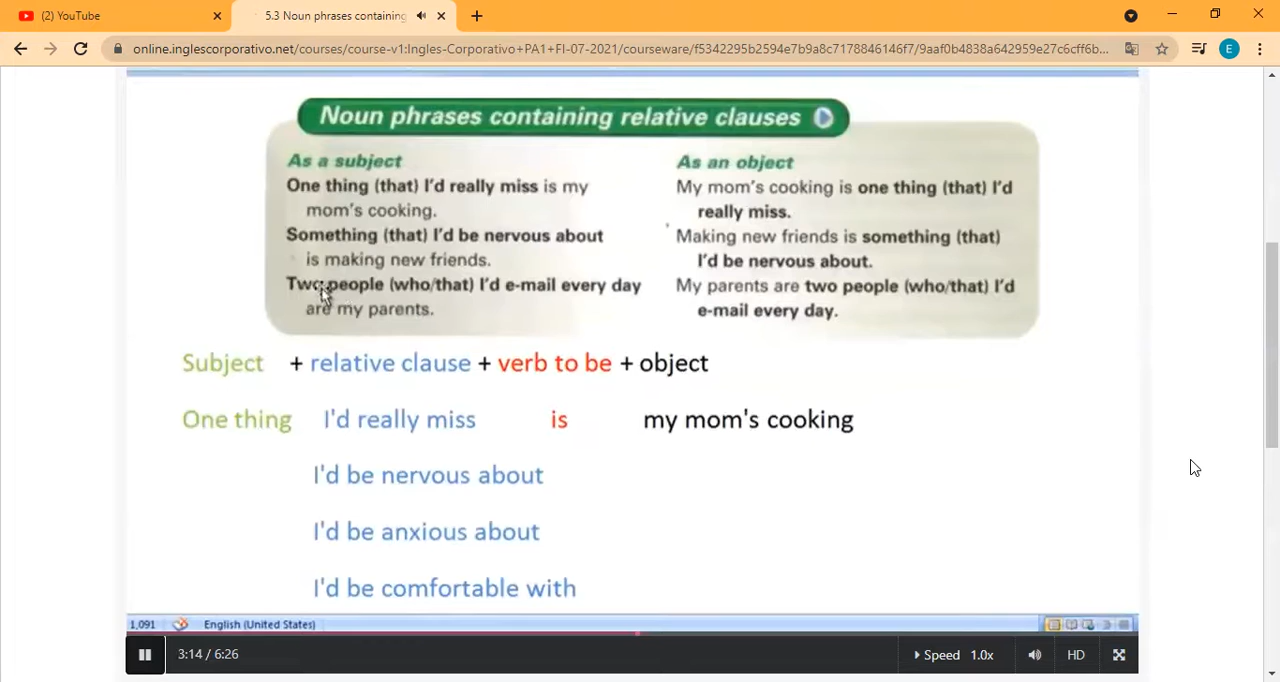 (2) YouTube
5.3 Noun phrases containing
online.inglescorporativo.net/courses/course-v1:Ingles-Corporativo+PA1+FI-07-2021/courseware/f5342295b2594e7b9a8c7178846146f7/9aaf0b4838a642959e27c6cff6b...
E
Noun phrases containing relative clauses
As a subject
One thing (that) I'd really miss is my
mom's cooking.
Something (that) I'd be nervous about
is making new friends.
Two people (who/that) I'd e-mail every day
are my parents.
As an object
My mom's cooking is one thing (that) I'd
really miss.
Making new friends is something (that)
I'd be nervous about.
My parents are two people (who/that) I'd
e-mail every day.
Subject + relative clause + verb to be + object
One thing I'd really miss is my mom's cooking
I'd be nervous about
I'd be anxious about
I'd be comfortable with
1,091 English (United States)
3:14 / 6:26 Speed 1.0x HD